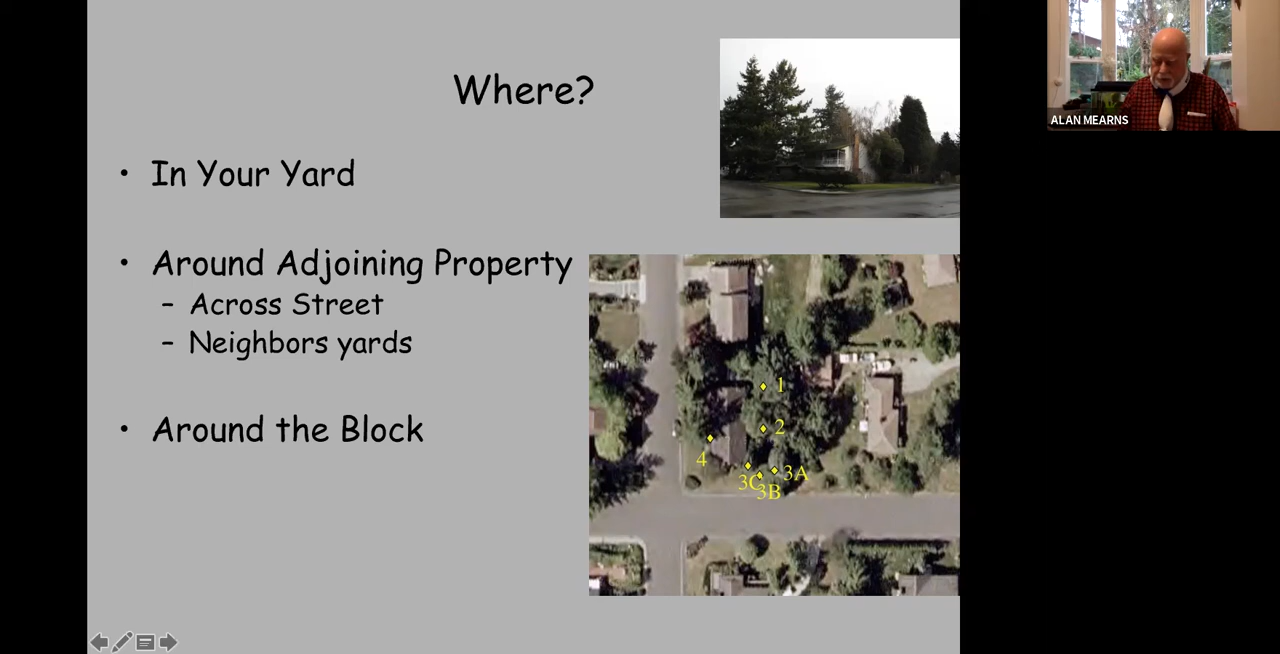 Where?
• In Your Yard
• Around Adjoining Property
– Across Street
– Neighbors yards
• Around the Block
1
2
4
3C
3B
3A
ALAN MEARNS